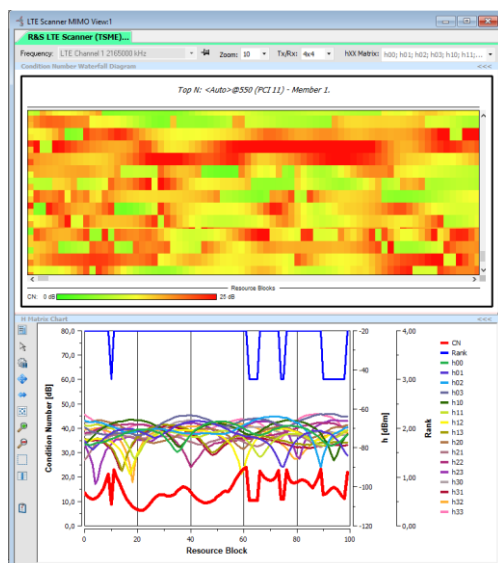 LTE Scanner MIMO View:1
R&S LTE Scanner (TSME)...
Frequency: LTE Channel 1 2165000 kHz Zoom: 10 Tx/Rx: 4x4 hXX Matrix: h00; h01; h02; h03; h10; h11;...
Condition Number Waterfall Diagram <<<
Top N: <Auto>@550 (PCI 11) - Member 1.
Resource Blocks
CN: 0 dB 25 dB
H Matrix Chart <<<
Condition Number [dB]
80,0
70,0
60,0
50,0
40,0
30,0
20,0
10,0
0,0
0 20 40 60 80 100
Resource Block
-20
-40
-60
-80
-100
-120
h [dBm]
4,00
3,00
2,00
1,00
0,00
Rank
CN
Rank
h00
h01
h02
h03
h10
h11
h12
h13
h20
h21
h22
h23
h30
h31
h32
h33